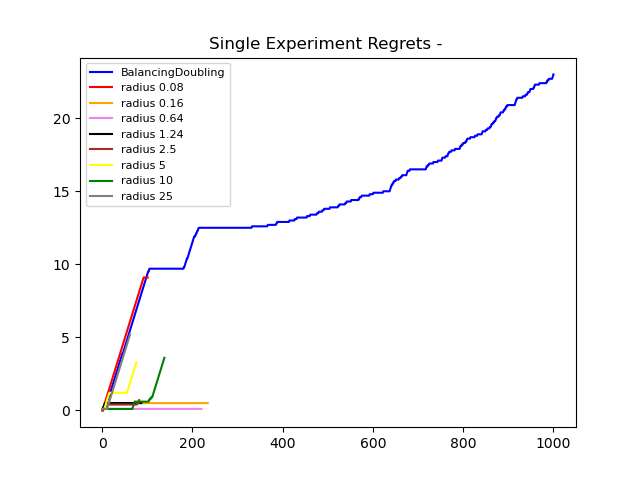 Single Experiment Regrets -
BalancingDoubling
radius 0.08
radius 0.16
radius 0.64
radius 1.24
radius 2.5
radius 5
radius 10
radius 25
20
15
10
5
0
0 200 400 600 800 1000